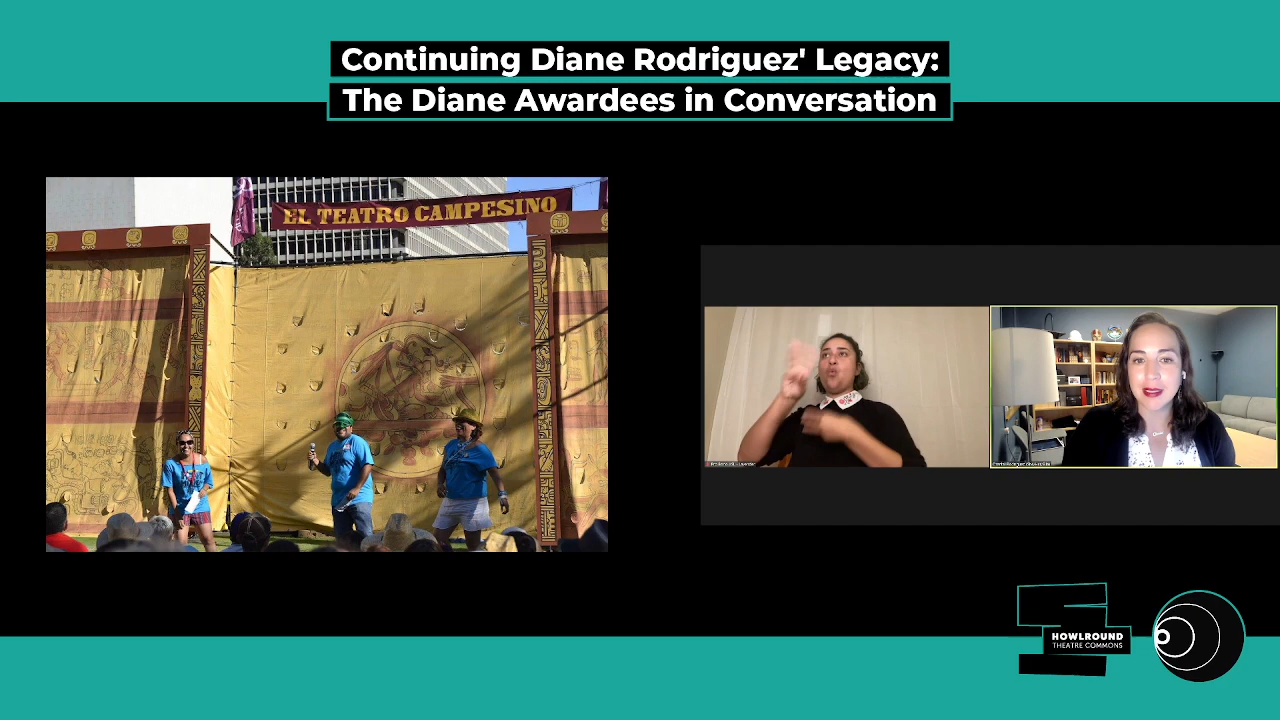 Continuing Diane Rodriguez' Legacy:
The Diane Awardees in Conversation
EL TEATRO CAMPESINO
HOWLROUND
THEATRE COMMONS